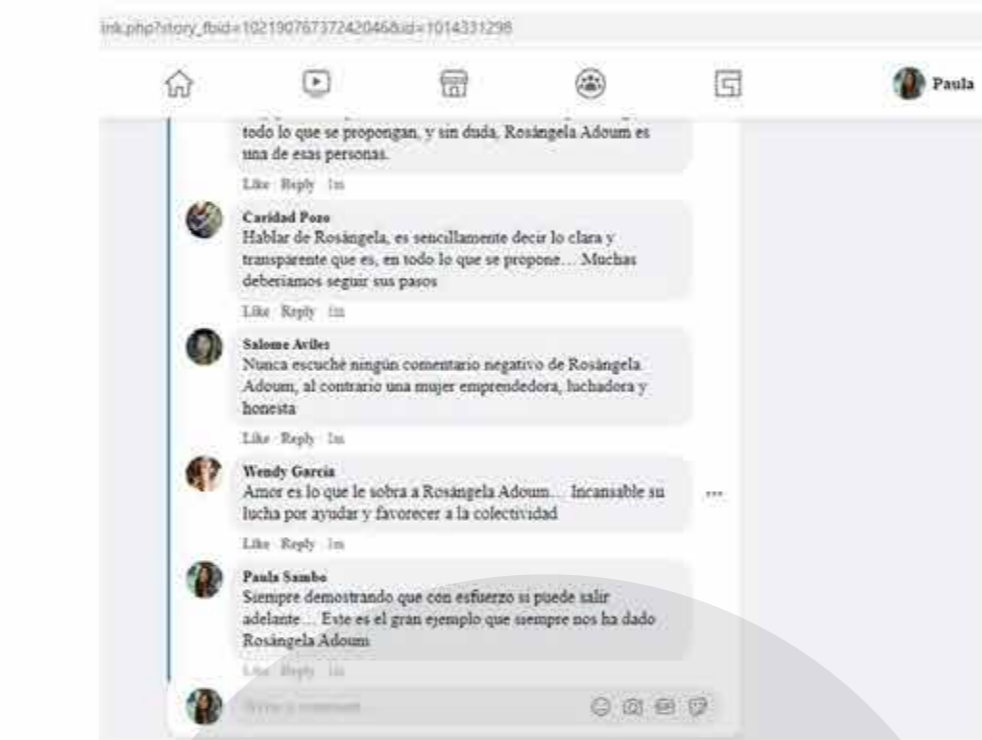 ink.php?story_fbid=10219076737242046&id=1014331298
Paula
todo lo que se propongan, y sin duda, Rosángela Adoum es
una de esas personas.
Like Reply 1m
Caridad Pozo
Hablar de Rosángela, es sencillamente decir lo clara y
transparente que es, en todo lo que se propone… Muchas
deberíamos seguir sus pasos
Like Reply 1m
Salome Aviles
Nunca escuché ningún comentario negativo de Rosángela
Adoum, al contrario una mujer emprendedora, luchadora y
honesta
Like Reply 1m
Wendy García
Amor es lo que le sobra a Rosángela Adoum… Incansable su
lucha por ayudar y favorecer a la colectividad
Like Reply 1m
Paula Sambo
Siempre demostrando que con esfuerzo si puede salir
adelante… Este es el gran ejemplo que siempre nos ha dado
Rosángela Adoum
Like Reply 1m
Write a comment